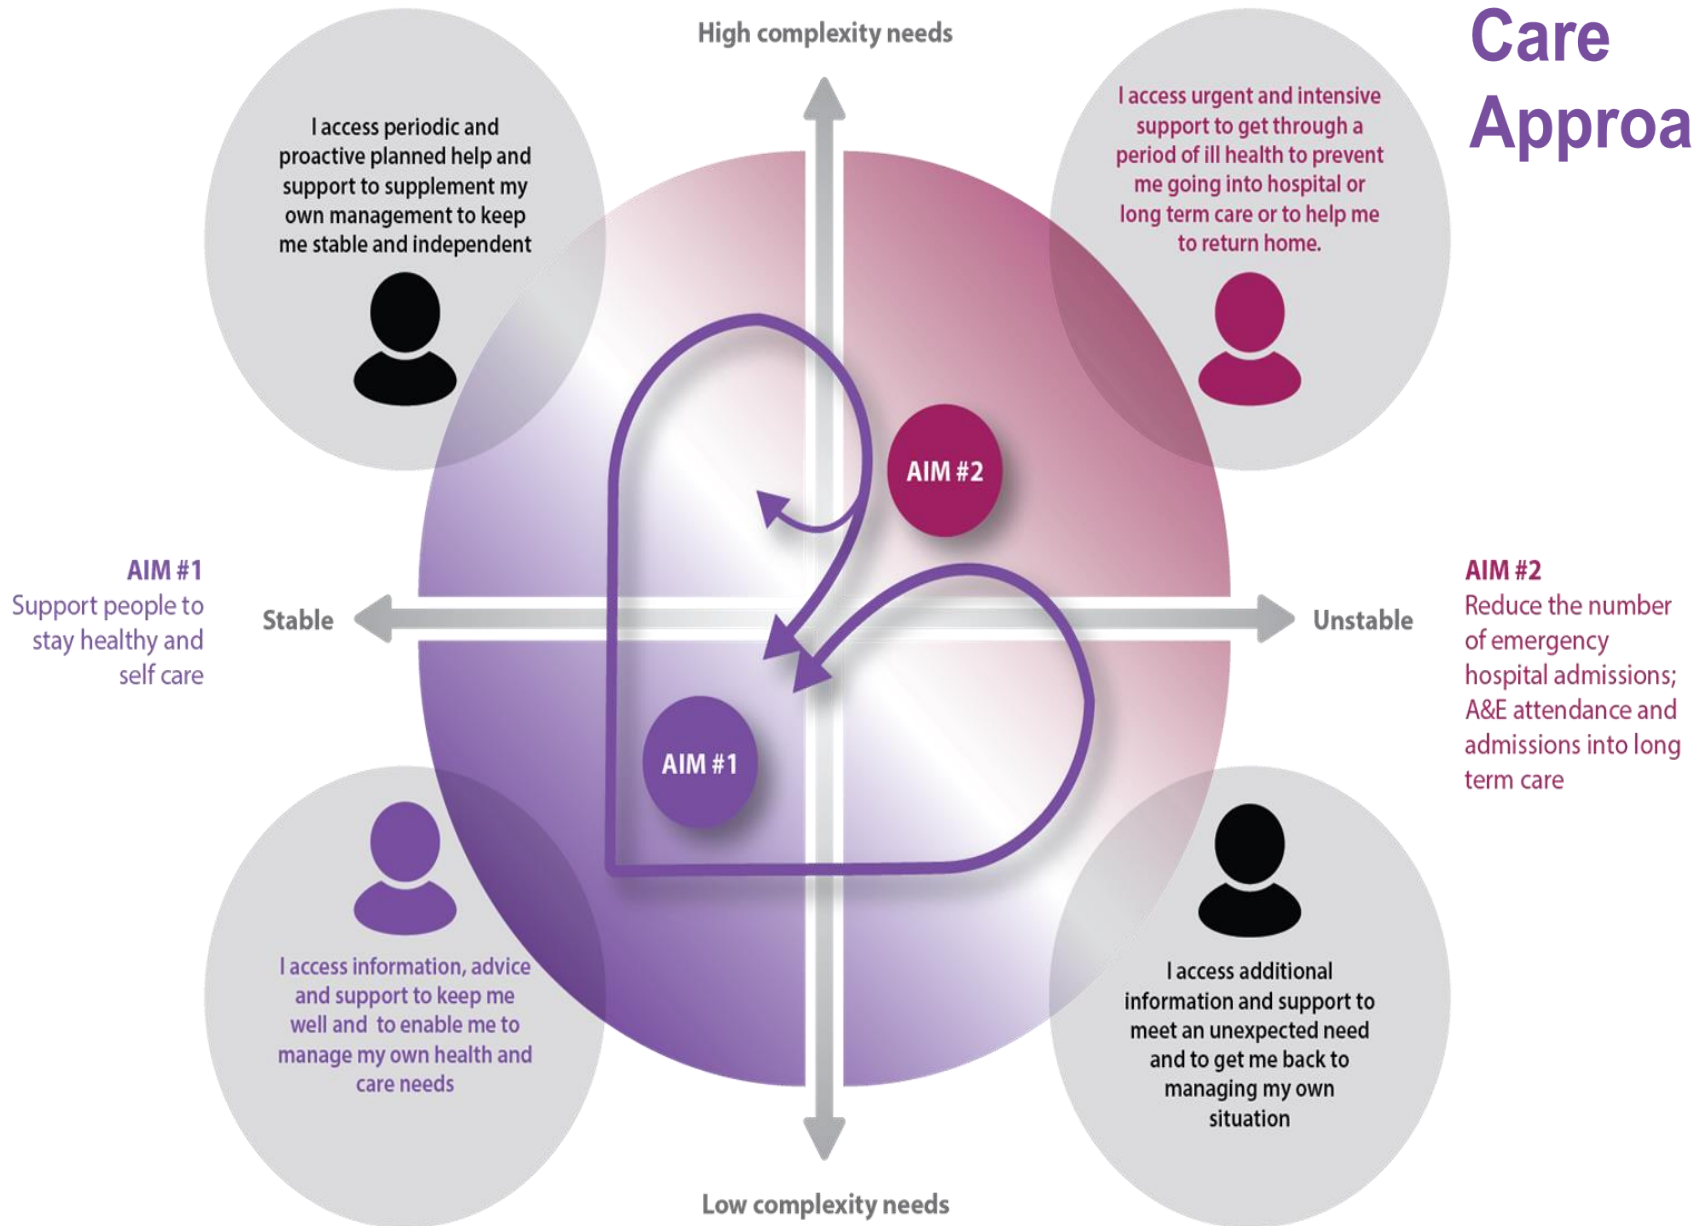 Care
Approa
High complexity needs
I access periodic and
proactive planned help and
support to supplement my
own management to keep
me stable and independent
I access urgent and intensive
support to get through a
period of ill health to prevent
me going into hospital or
long term care or to help me
to return home.
AIM #2
AIM #1
Support people to
stay healthy and
self care
Stable
Unstable
AIM #2
Reduce the number
of emergency
hospital admissions;
A&E attendance and
admissions into long
term care
AIM #1
I access information, advice
and support to keep me
well and to enable me to
manage my own health and
care needs
I access additional
information and support to
meet an unexpected need
and to get me back to
managing my own
situation
Low complexity needs